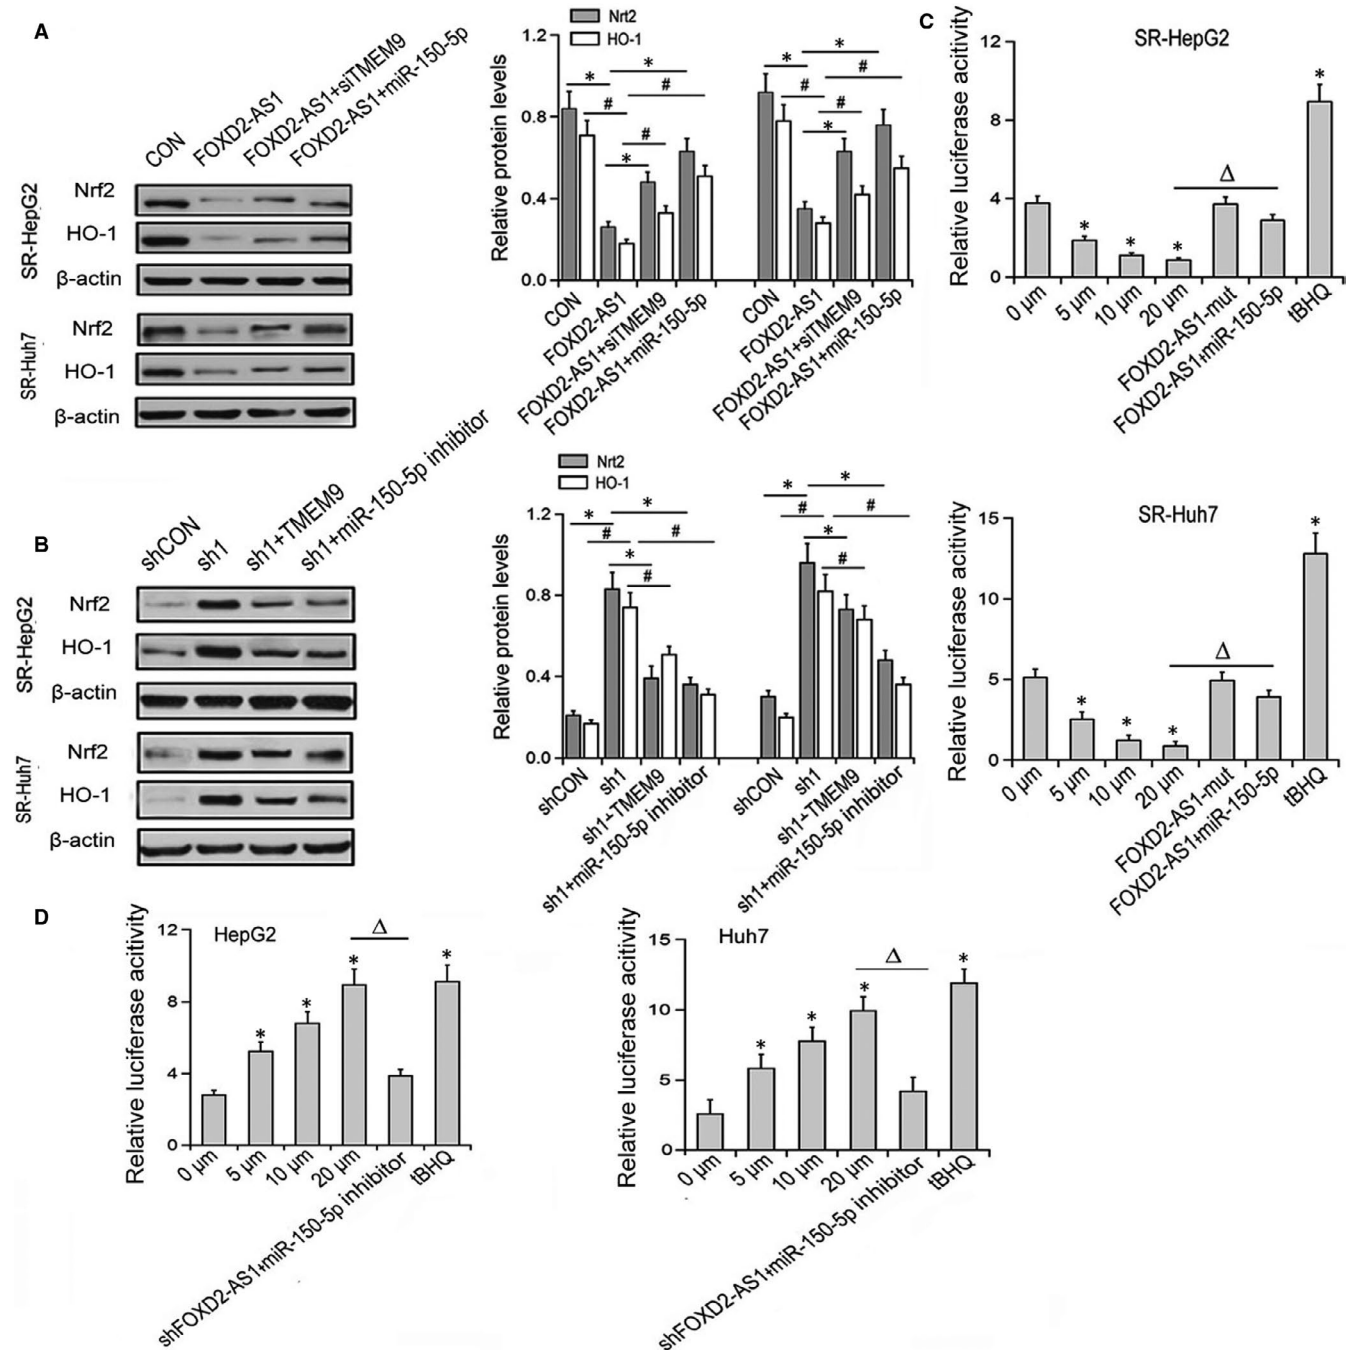 A
CON
FOXD2-AS1
FOXD2-AS1+siTMEM9
FOXD2-AS1+miR-150-5p
SR-HepG2
Nrf2
HO-1
β-actin
SR-Huh7
Nrf2
HO-1
β-actin
Nrt2
HO-1
Relative protein levels
1.2
0.8
0.4
0.0
* * # # # *
* * # # # *
CON
FOXD2-AS1
FOXD2-AS1+siTMEM9
FOXD2-AS1+miR-150-5p
CON
FOXD2-AS1
FOXD2-AS1+siTMEM9
FOXD2-AS1+miR-150-5p
C
SR-HepG2
Relative luciferase acitivity
12
8
4
0
* * * Δ *
0 μm
5 μm
10 μm
20 μm
FOXD2-AS1-mut
FOXD2-AS1+miR-150-5p
tBHQ
SR-Huh7
Relative luciferase acitivity
15
10
5
0
* * * Δ *
0 μm
5 μm
10 μm
20 μm
FOXD2-AS1-mut
FOXD2-AS1+miR-150-5p
tBHQ
B
shCON
sh1
sh1+TMEM9
sh1+miR-150-5p inhibitor
SR-HepG2
Nrf2
HO-1
β-actin
SR-Huh7
Nrf2
HO-1
β-actin
Nrt2
HO-1
Relative protein levels
1.2
0.8
0.4
0.0
* * # # * #
* * # # * #
shCON
sh1
sh1+TMEM9
sh1+miR-150-5p inhibitor
shCON
sh1
sh1+TMEM9
sh1+miR-150-5p inhibitor
D
HepG2
Relative luciferase acitivity
12
8
4
0
* * * Δ *
0 μm
5 μm
10 μm
20 μm
shFOXD2-AS1+miR-150-5p inhibitor
tBHQ
Huh7
Relative luciferase acitivity
15
10
5
0
* * * Δ *
0 μm
5 μm
10 μm
20 μm
shFOXD2-AS1+miR-150-5p inhibitor
tBHQ